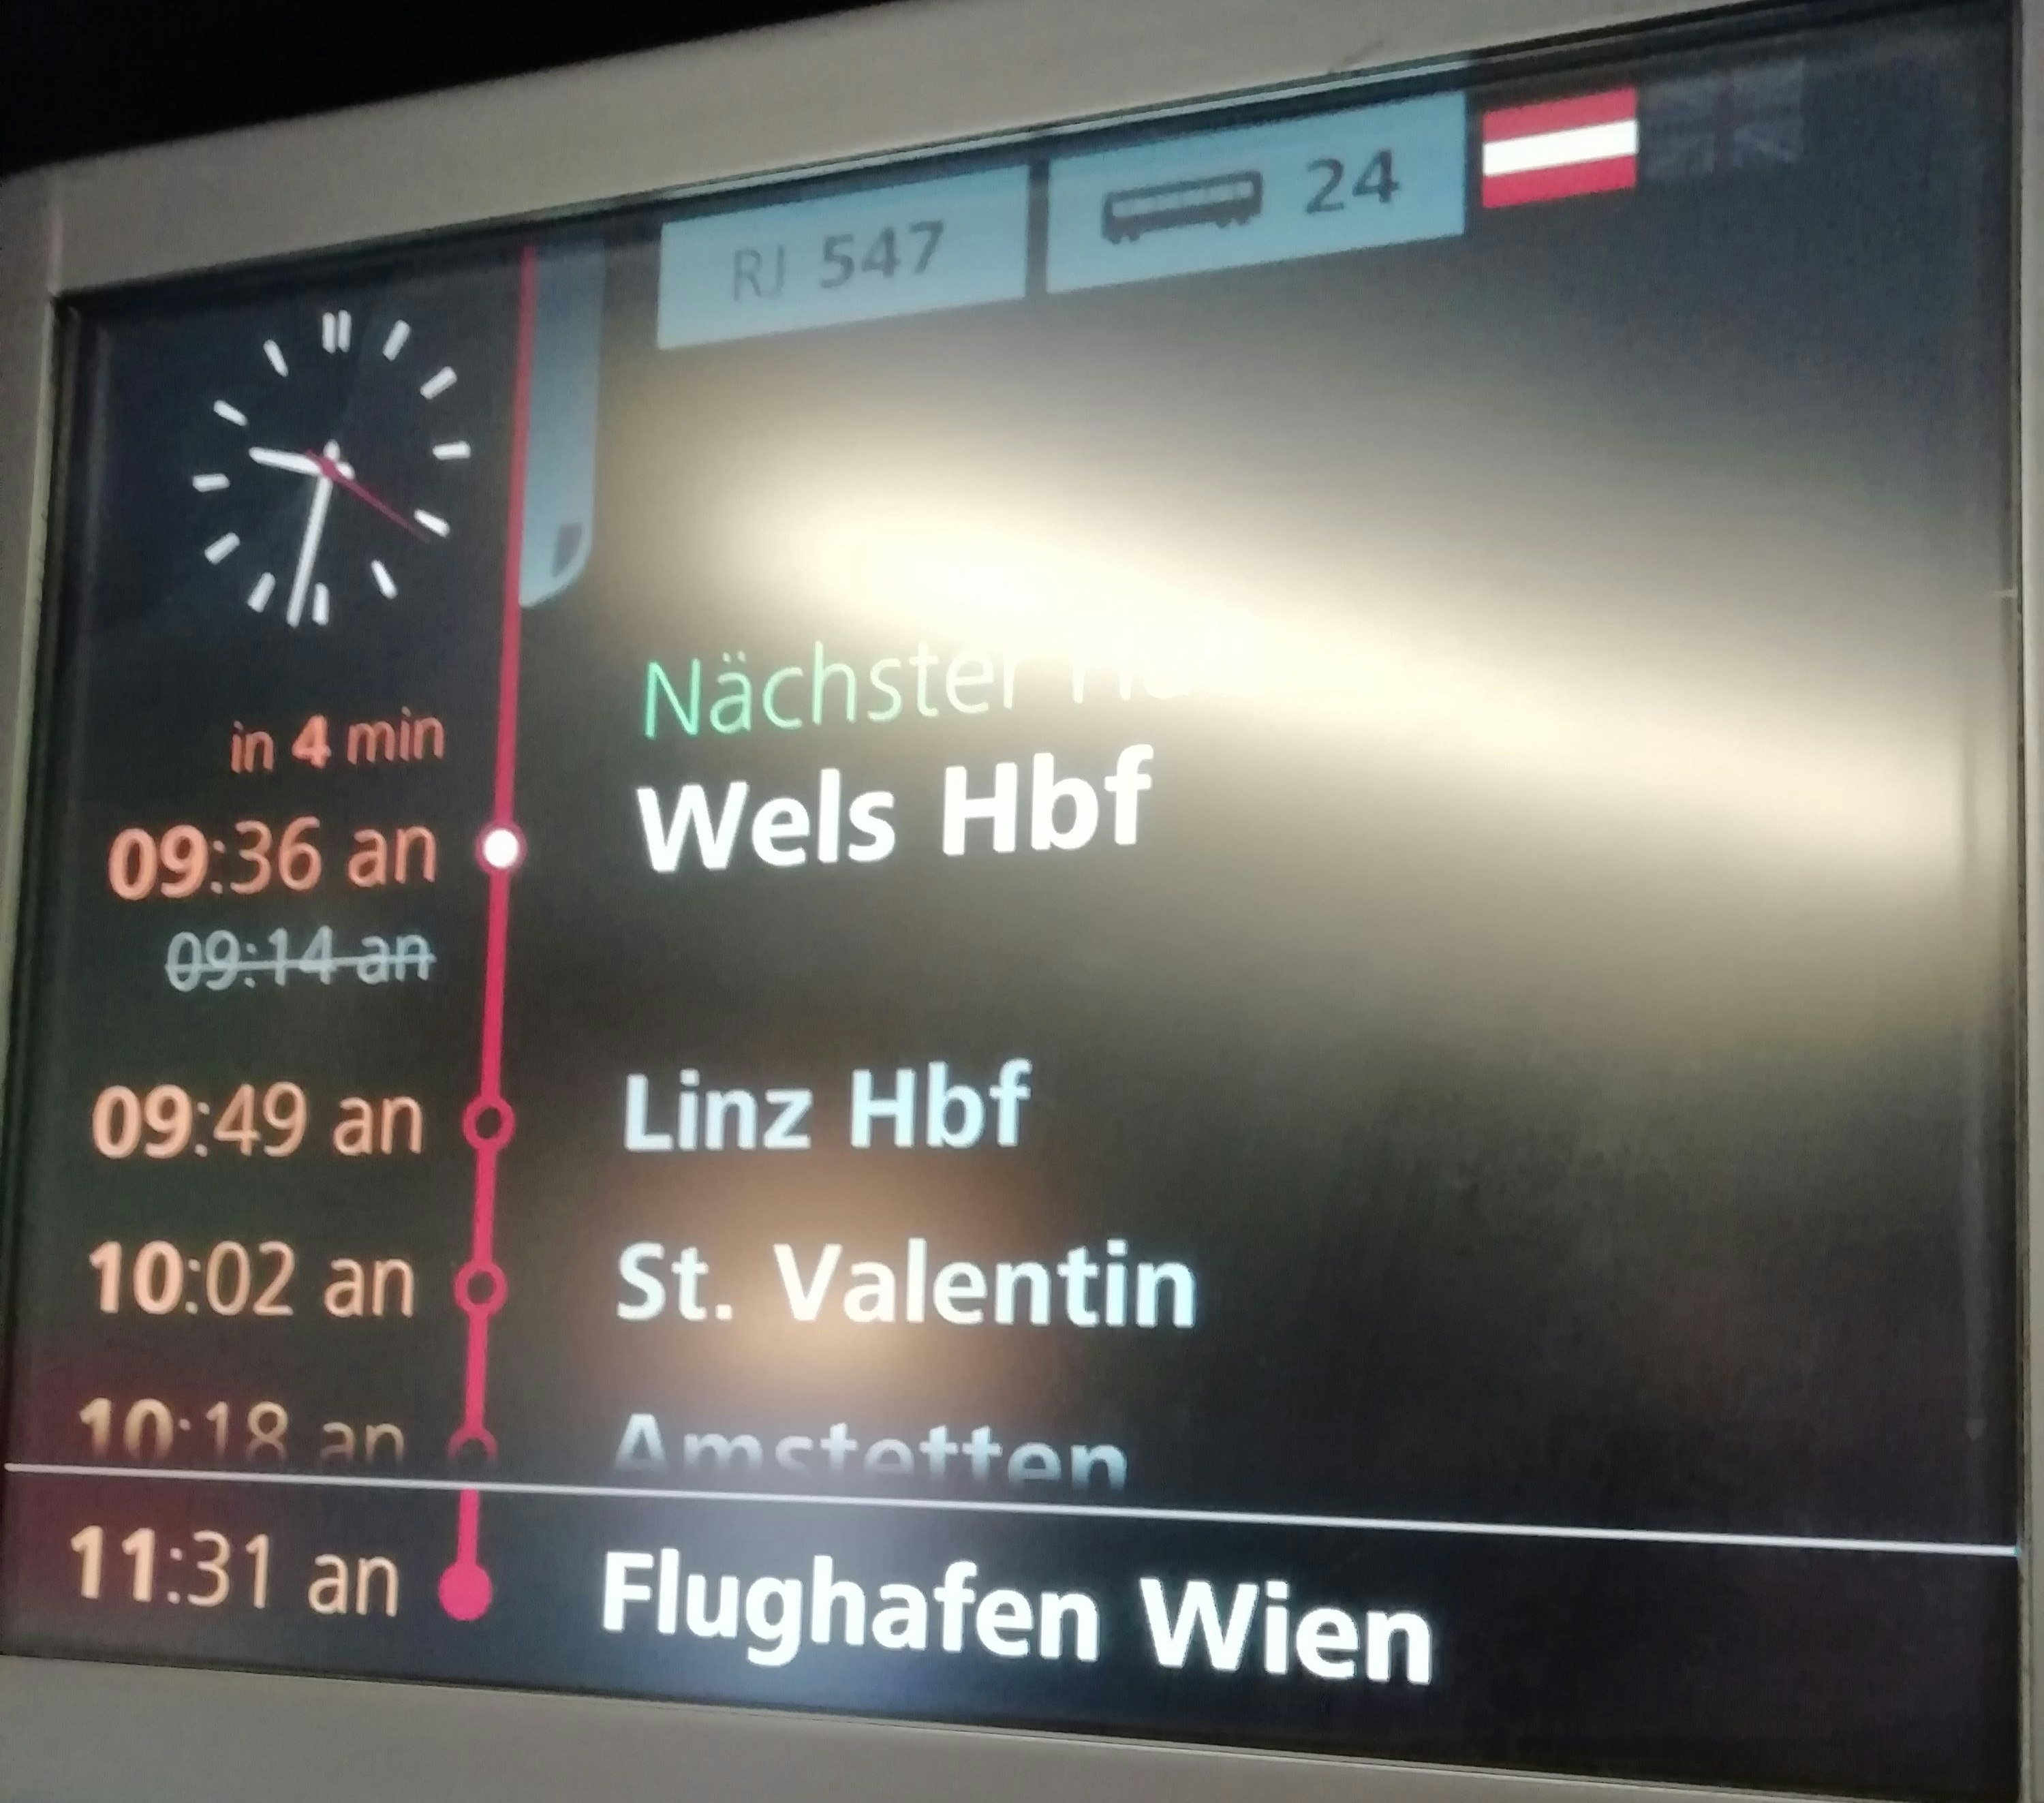 RJ 547
24
Nächster
in 4 min
Wels Hbf
09:36 an
09:14 an
09:49 an Linz Hbf
10:02 an St. Valentin
10:18 an Amstetten
11:31 an Flughafen Wien